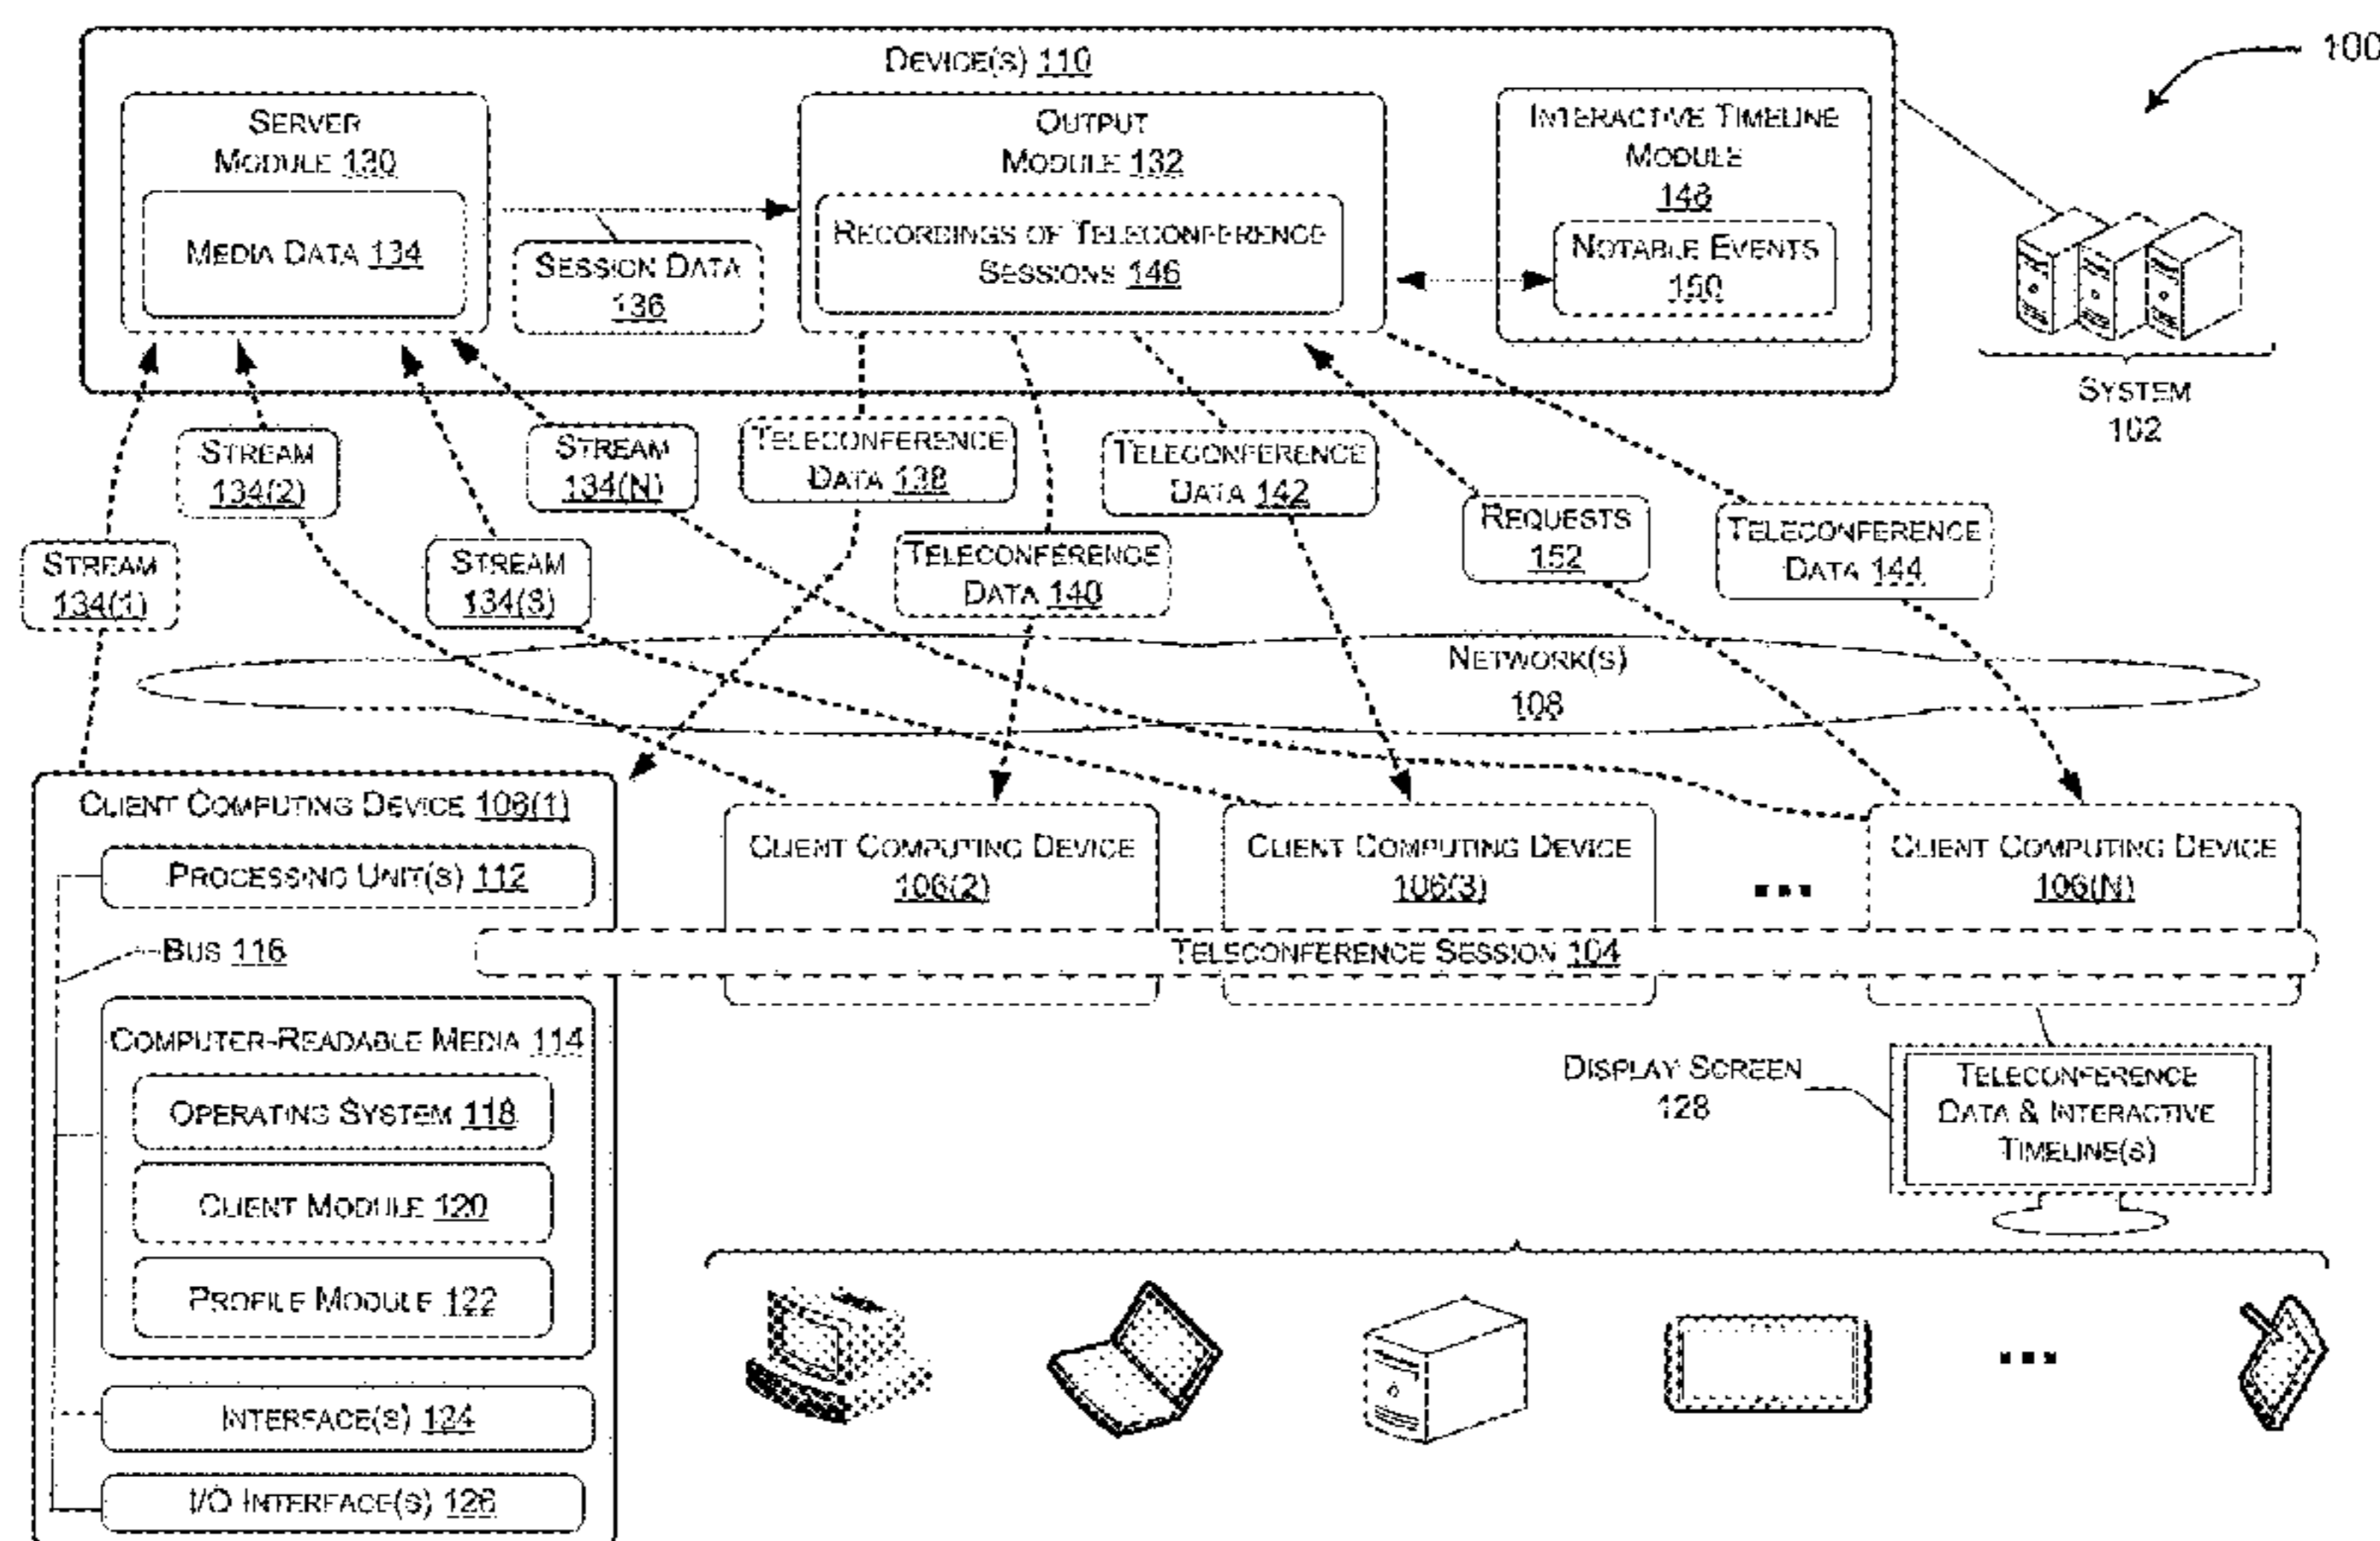 100
DEVICE(S) 110
SERVER
MODULE 130
MEDIA DATA 134
SESSION DATA
136
OUTPUT
MODULE 132
RECORDINGS OF TELECONFERENCE
SESSIONS 146
INTERACTIVE TIMELINE
MODULE
148
NOTABLE EVENTS
150
SYSTEM
102
STREAM
134(1)
STREAM
134(2)
STREAM
134(3)
STREAM
134(N)
TELECONFERENCE
DATA 138
TELECONFERENCE
DATA 140
TELECONFERENCE
DATA 142
REQUESTS
152
TELECONFERENCE
DATA 144
NETWORK(S)
108
CLIENT COMPUTING DEVICE 106(1)
PROCESSING UNIT(S) 112
BUS 116
COMPUTER-READABLE MEDIA 114
OPERATING SYSTEM 118
CLIENT MODULE 120
PROFILE MODULE 122
INTERFACE(S) 124
I/O INTERFACE(S) 126
CLIENT COMPUTING DEVICE
106(2)
CLIENT COMPUTING DEVICE
106(3)
CLIENT COMPUTING DEVICE
106(N)
TELECONFERENCE SESSION 104
DISPLAY SCREEN
128
TELECONFERENCE
DATA & INTERACTIVE
TIMELINE(S)